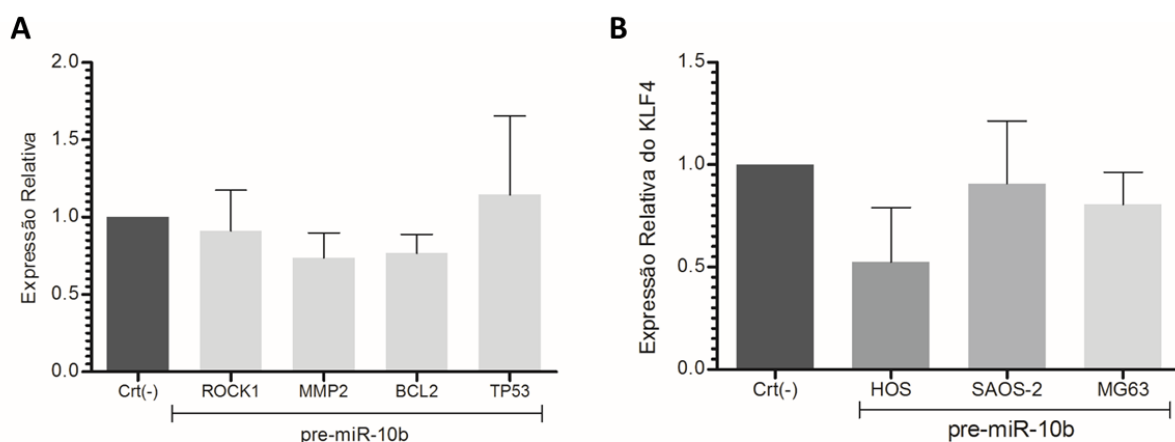 A
Expressão Relativa
2.0
1.5
1.0
0.5
0.0
Crt(-) ROCK1 MMP2 BCL2 TP53
pre-miR-10b
B
Expressão Relativa do KLF4
1.5
1.0
0.5
0.0
Crt(-) HOS SAOS-2 MG63
pre-miR-10b